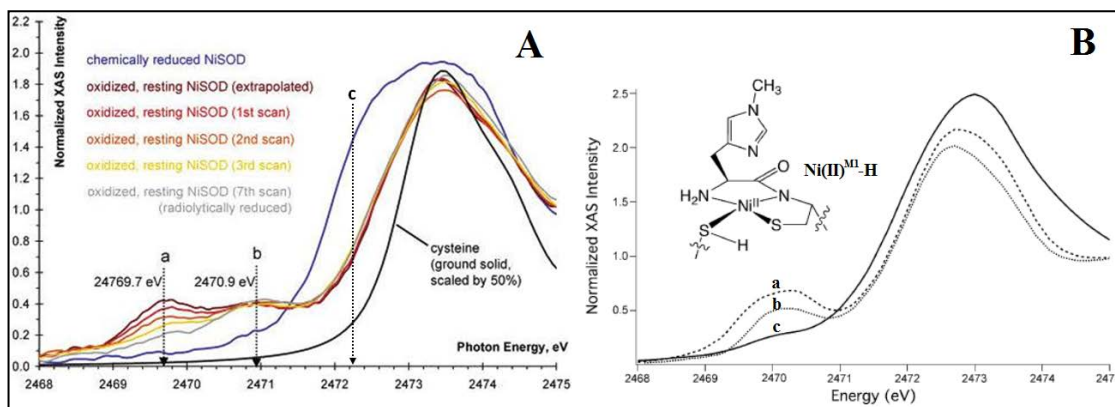 A
Normalized XAS Intensity
2.2
2.0
1.8
1.6
1.4
1.2
1.0
0.8
0.6
0.4
0.2
0.0
chemically reduced NiSOD
oxidized, resting NiSOD (extrapolated)
oxidized, resting NiSOD (1st scan)
oxidized, resting NiSOD (2nd scan)
oxidized, resting NiSOD (3rd scan)
oxidized, resting NiSOD (7th scan)
(radiolytically reduced)
c
a
b
24769.7 eV
2470.9 eV
cysteine
(ground solid,
scaled by 50%)
Photon Energy, eV
2468 2469 2470 2471 2472 2473 2474 2475
B
Normalized XAS Intensity
2.5
2.0
1.5
1.0
0.5
CH₃
N
N
O
Ni(II)ᴹ¹-H
H₂N
N
Niᴵᴵ
S
H
S
a
b
c
2468 2469 2470 2471 2472 2473 2474 247
Energy (eV)